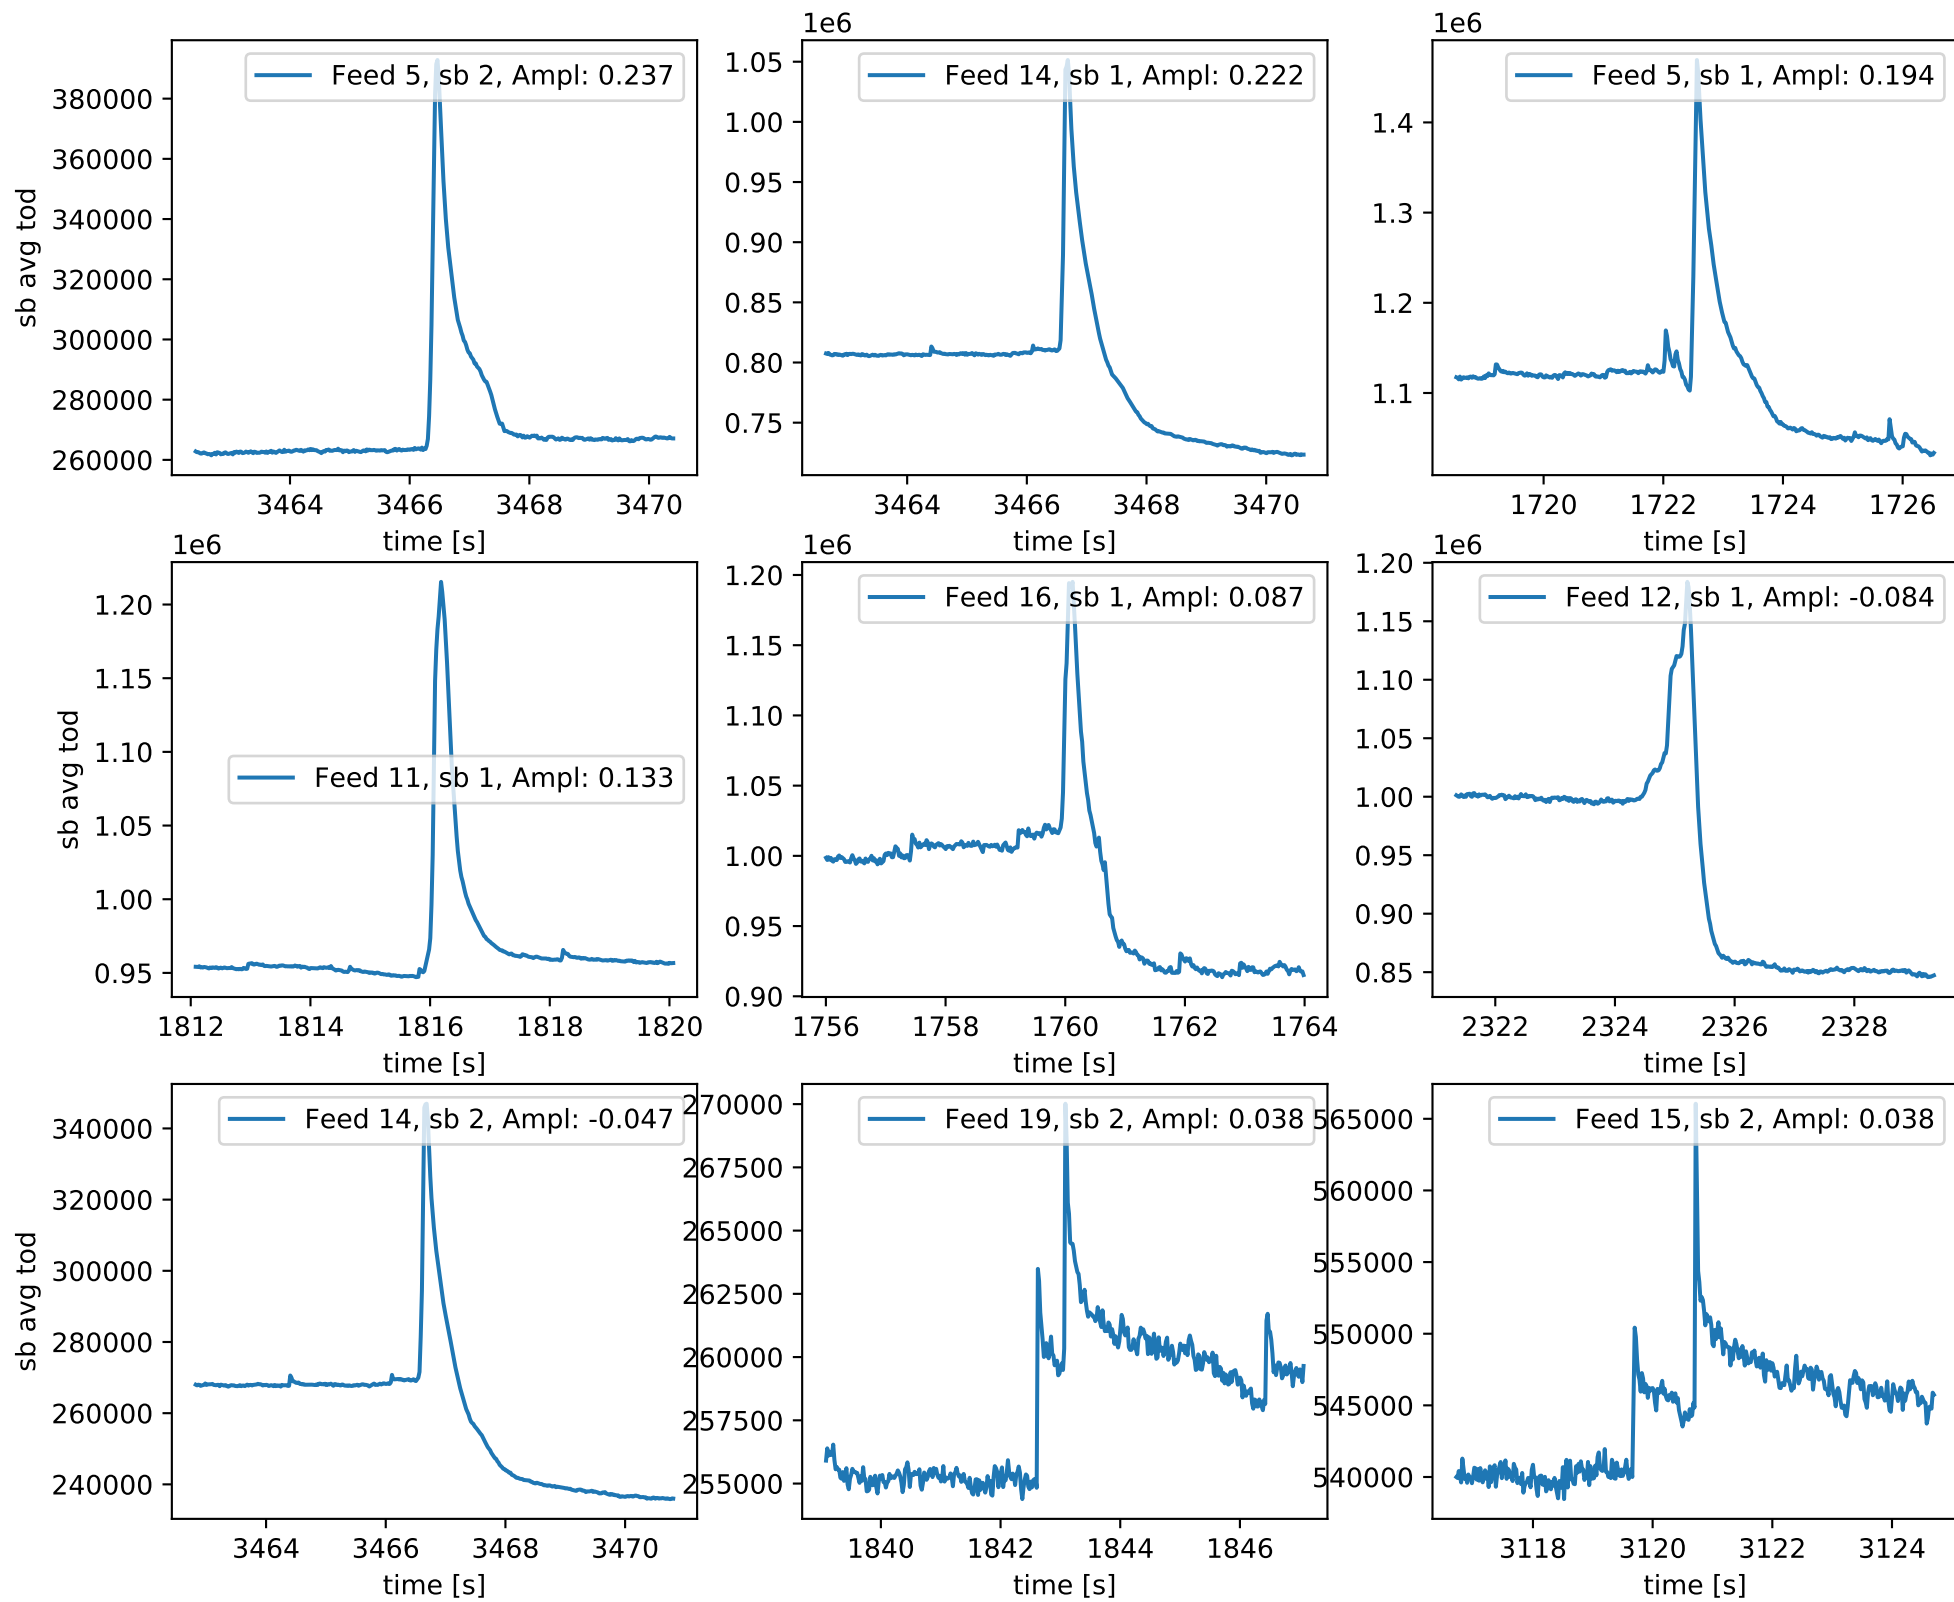 1e6
1e6
Feed 5, sb 2, Ampl: 0.237
Feed 14, sb 1, Ampl: 0.222
Feed 5, sb 1, Ampl: 0.194
sb avg tod
380000
360000
340000
320000
300000
280000
260000
1.05
1.00
0.95
0.90
0.85
0.80
0.75
1.4
1.3
1.2
1.1
3464 3466 3468 3470
3464 3466 3468 3470
1720 1722 1724 1726
time [s]
time [s]
time [s]
1e6
1e6
1e6
Feed 11, sb 1, Ampl: 0.133
Feed 16, sb 1, Ampl: 0.087
Feed 12, sb 1, Ampl: -0.084
sb avg tod
1.20
1.15
1.10
1.05
1.00
0.95
1.20
1.15
1.10
1.05
1.00
0.95
0.90
1.20
1.15
1.10
1.05
1.00
0.95
0.90
0.85
1812 1814 1816 1818 1820
1756 1758 1760 1762 1764
2322 2324 2326 2328
time [s]
time [s]
time [s]
Feed 14, sb 2, Ampl: -0.047
Feed 19, sb 2, Ampl: 0.038
Feed 15, sb 2, Ampl: 0.038
sb avg tod
340000
320000
300000
280000
260000
240000
270000
267500
265000
262500
260000
257500
255000
565000
560000
555000
550000
545000
540000
3464 3466 3468 3470
1840 1842 1844 1846
3118 3120 3122 3124
time [s]
time [s]
time [s]